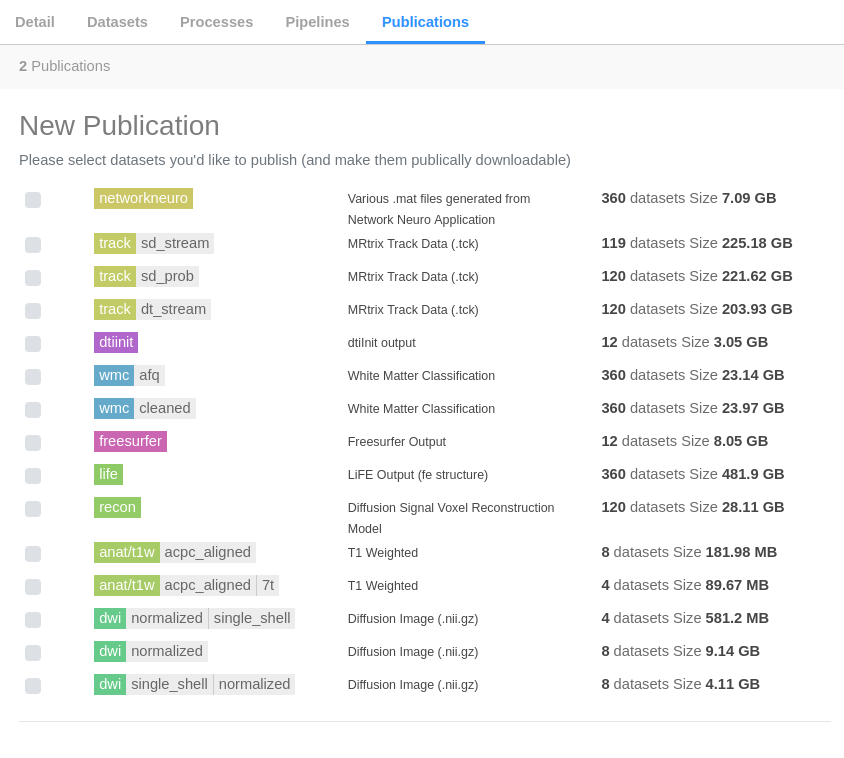 Detail Datasets Processes Pipelines Publications
2 Publications
New Publication
Please select datasets you'd like to publish (and make them publically downloadable)
networkneuro Various .mat files generated from 360 datasets Size 7.09 GB
Network Neuro Application
track sd_stream MRtrix Track Data (.tck) 119 datasets Size 225.18 GB
track sd_prob MRtrix Track Data (.tck) 120 datasets Size 221.62 GB
track dt_stream MRtrix Track Data (.tck) 120 datasets Size 203.93 GB
dtiinit dtiInit output 12 datasets Size 3.05 GB
wmc afq White Matter Classification 360 datasets Size 23.14 GB
wmc cleaned White Matter Classification 360 datasets Size 23.97 GB
freesurfer Freesurfer Output 12 datasets Size 8.05 GB
life LiFE Output (fe structure) 360 datasets Size 481.9 GB
recon Diffusion Signal Voxel Reconstruction 120 datasets Size 28.11 GB
Model
anat/t1w acpc_aligned T1 Weighted 8 datasets Size 181.98 MB
anat/t1w acpc_aligned 7t T1 Weighted 4 datasets Size 89.67 MB
dwi normalized single_shell Diffusion Image (.nii.gz) 4 datasets Size 581.2 MB
dwi normalized Diffusion Image (.nii.gz) 8 datasets Size 9.14 GB
dwi single_shell normalized Diffusion Image (.nii.gz) 8 datasets Size 4.11 GB